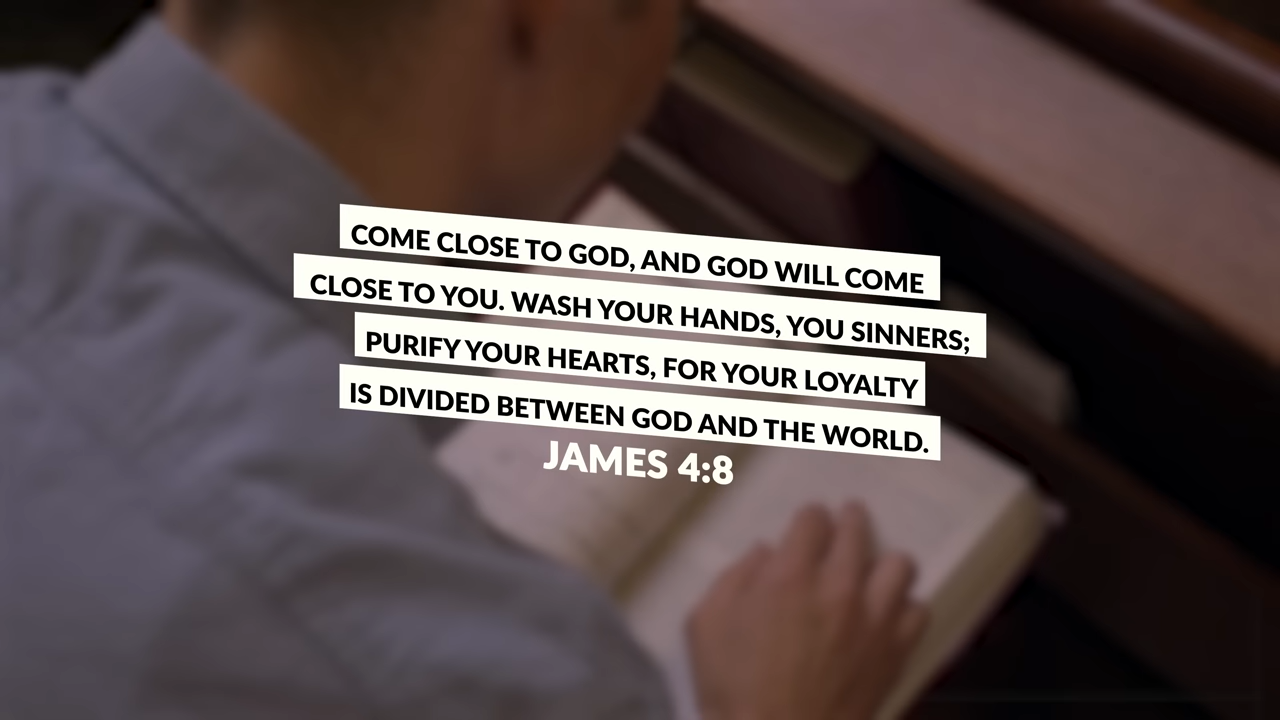 COME CLOSE TO GOD, AND GOD WILL COME
CLOSE TO YOU. WASH YOUR HANDS, YOU SINNERS;
PURIFY YOUR HEARTS, FOR YOUR LOYALTY
IS DIVIDED BETWEEN GOD AND THE WORLD.
JAMES 4:8